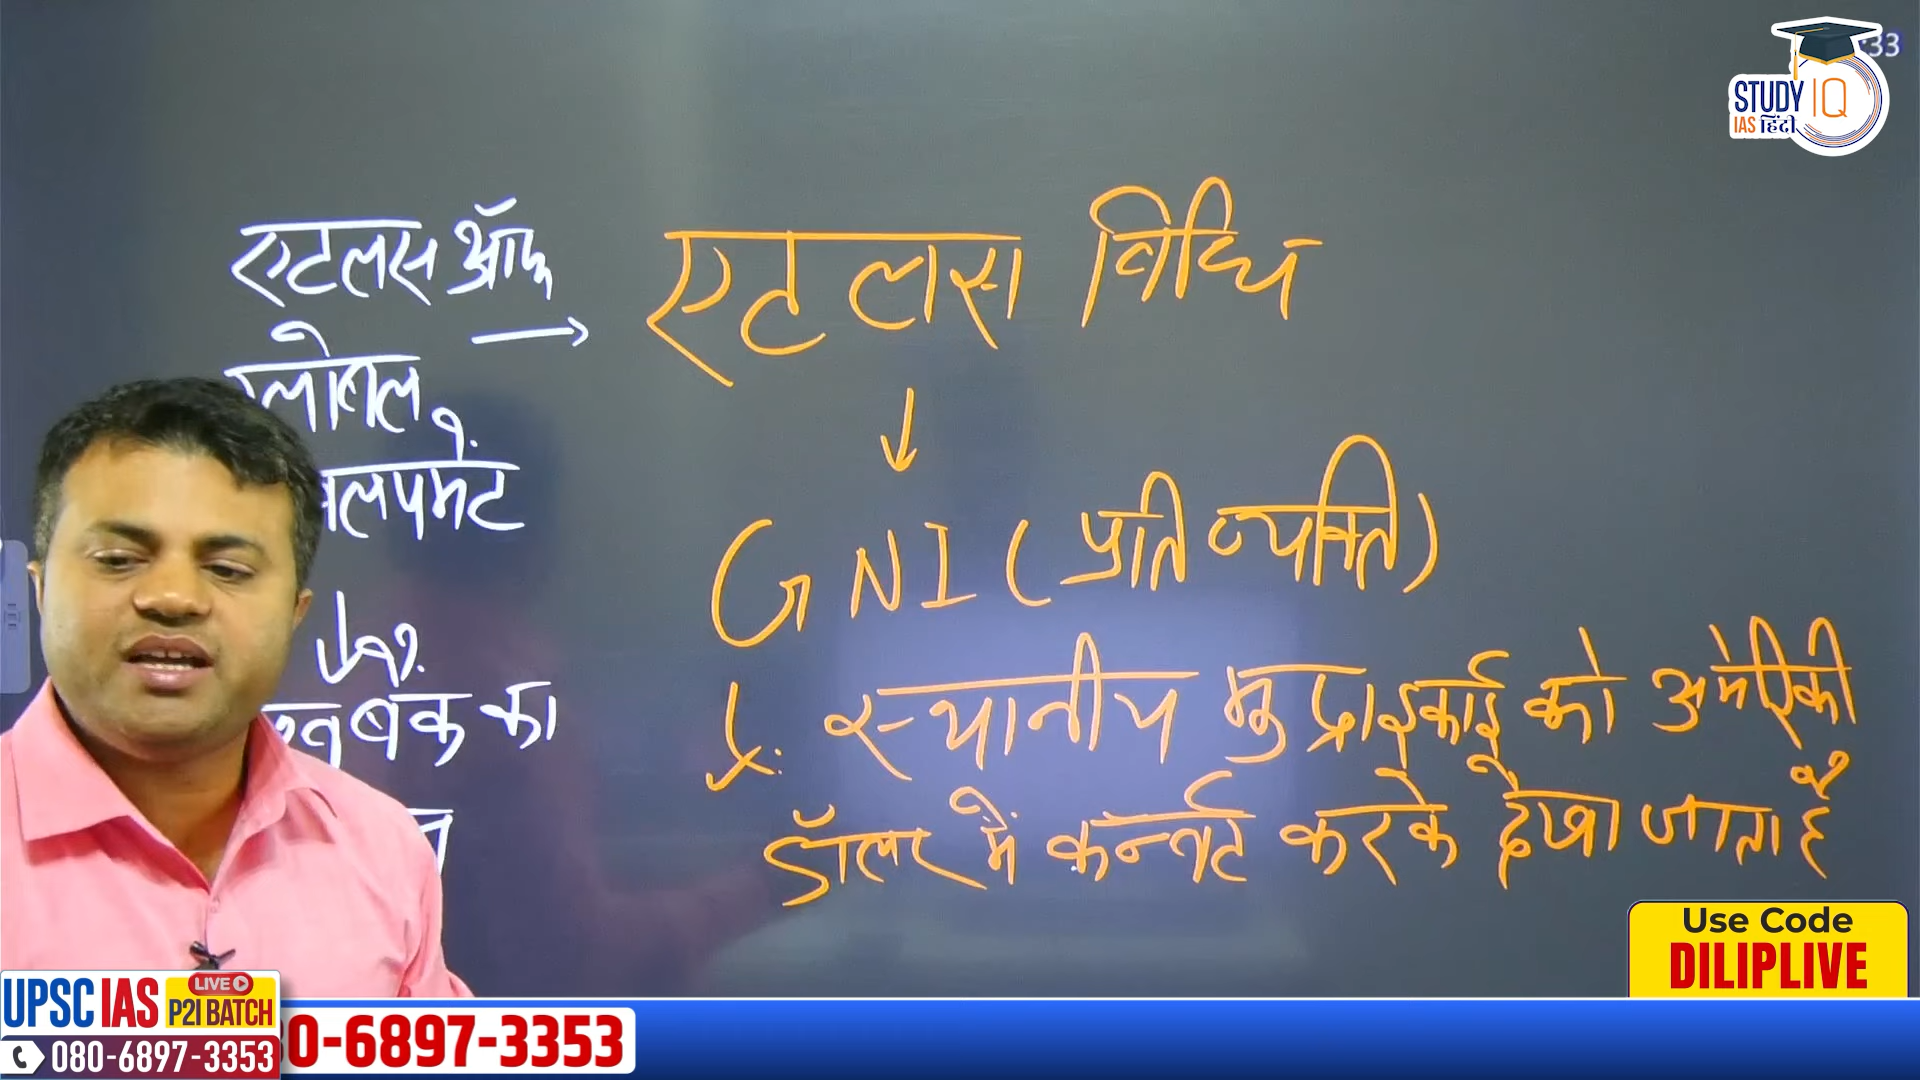 33
STUDY IQ
IAS हिंदी
एटलस ऑफ
ग्लोबल
वलपमेंट
बैंक का
एटलस विधि
GNI (प्रति व्यक्ति)
स्थानीय मुद्रा इकाई को अमेरिकी
डॉलर में कन्वर्ट करके देखा जाता है
Use Code
DILIPLIVE
UPSC IAS LIVE P2I BATCH
080-6897-3353
0-6897-3353